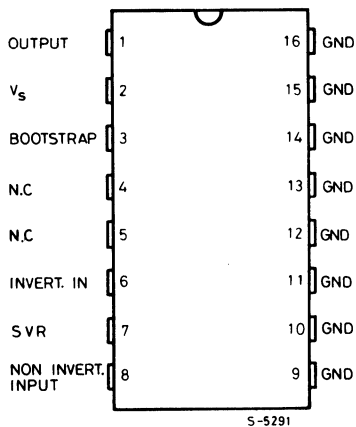 OUTPUT 1 16 GND
Vs 2 15 GND
BOOTSTRAP 3 14 GND
N.C 4 13 GND
N.C 5 12 GND
INVERT. IN 6 11 GND
SVR 7 10 GND
NON INVERT.
INPUT 8 9 GND
S-5291